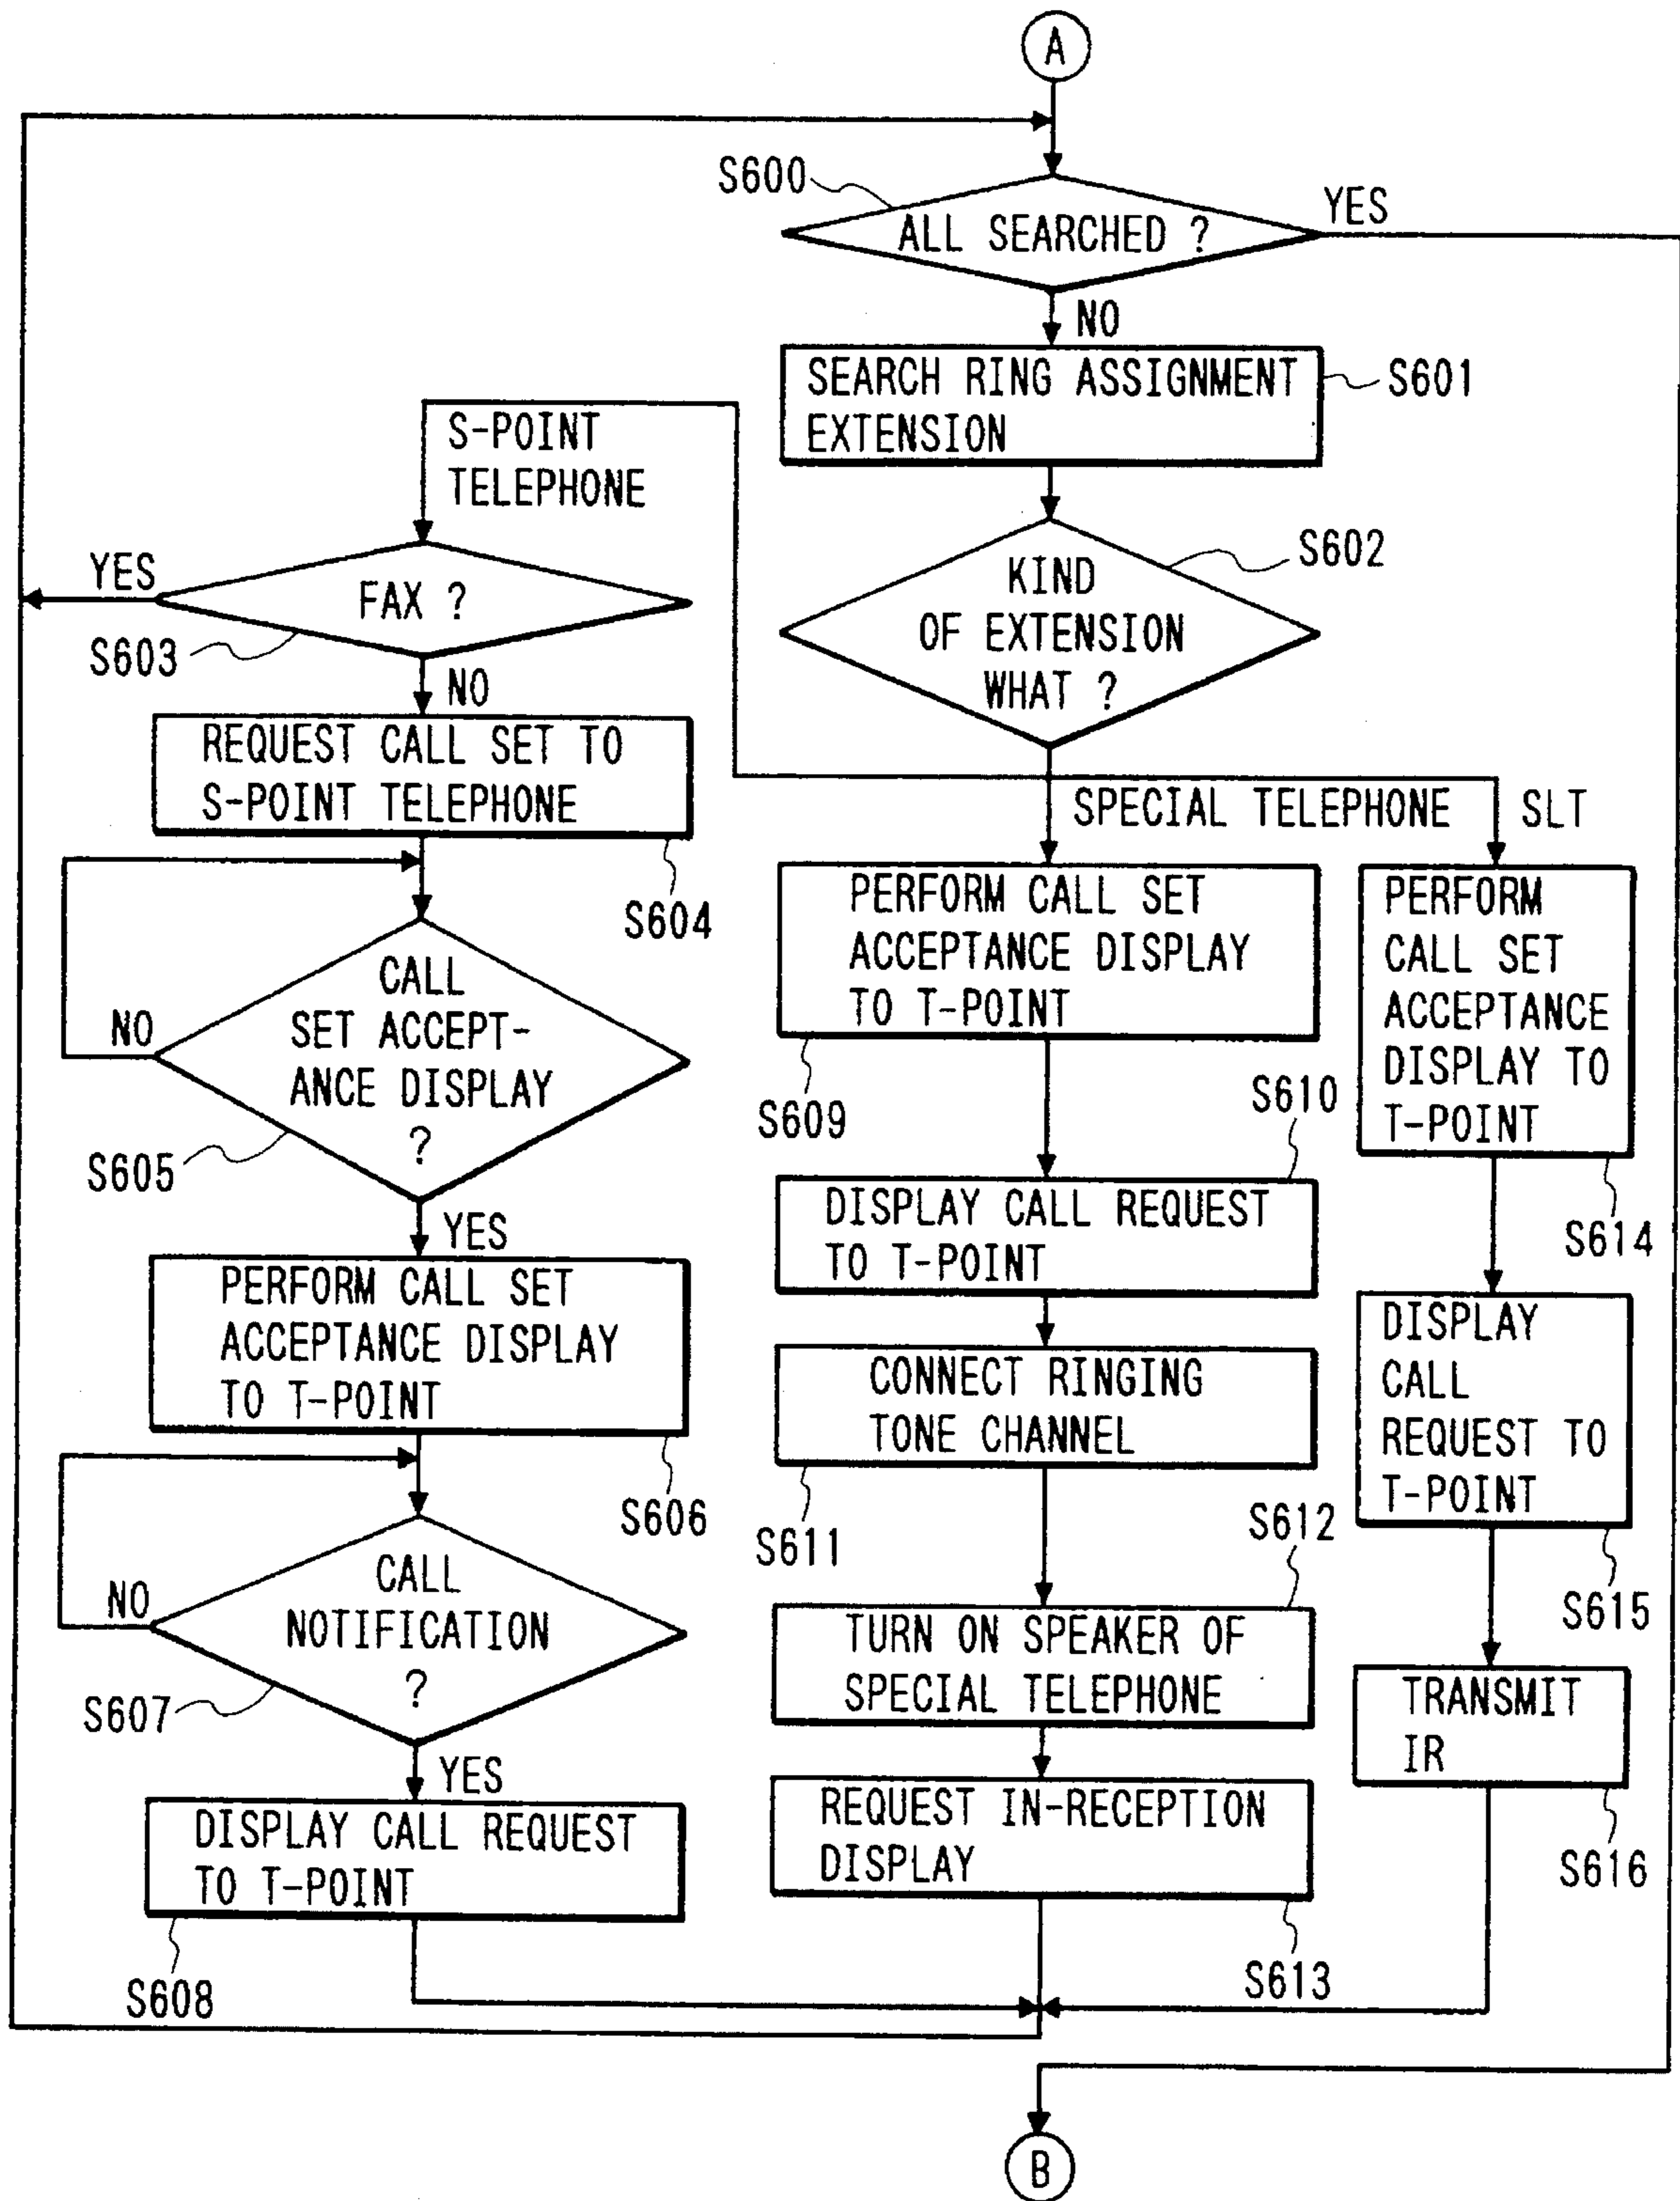 A
S600
ALL SEARCHED ?
YES
NO
SEARCH RING ASSIGNMENT
EXTENSION
S601
S-POINT
TELEPHONE
KIND
OF EXTENSION
WHAT ?
S602
YES
FAX ?
S603
NO
REQUEST CALL SET TO
S-POINT TELEPHONE
S604
CALL
SET ACCEPT-
ANCE DISPLAY
?
NO
S605
YES
PERFORM CALL SET
ACCEPTANCE DISPLAY
TO T-POINT
S606
CALL
NOTIFICATION
?
NO
S607
YES
DISPLAY CALL REQUEST
TO T-POINT
S608
SPECIAL TELEPHONE
PERFORM CALL SET
ACCEPTANCE DISPLAY
TO T-POINT
S609
S610
DISPLAY CALL REQUEST
TO T-POINT
CONNECT RINGING
TONE CHANNEL
S611
S612
TURN ON SPEAKER OF
SPECIAL TELEPHONE
REQUEST IN-RECEPTION
DISPLAY
S613
SLT
PERFORM
CALL SET
ACCEPTANCE
DISPLAY TO
T-POINT
S614
DISPLAY
CALL
REQUEST TO
T-POINT
S615
TRANSMIT
IR
S616
B